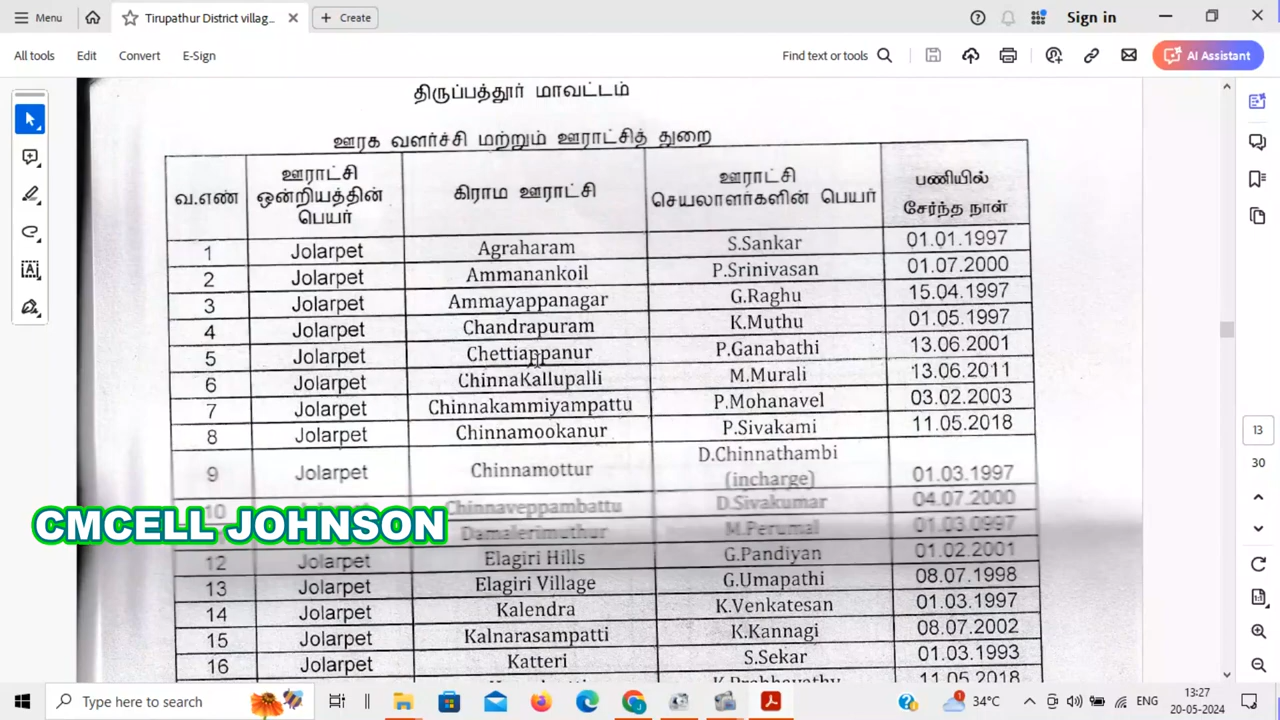 Menu Tirupathur District villag... Create Sign in
All tools Edit Convert E-Sign Find text or tools AI Assistant
திருப்பத்தூர் மாவட்டம்
ஊரக வளர்ச்சி மற்றும் ஊராட்சித் துறை
வ.எண் ஊராட்சி ஒன்றியத்தின் பெயர் கிராம ஊராட்சி ஊராட்சி செயலாளர்களின் பெயர் பணியில் சேர்ந்த நாள்
1 Jolarpet Agraharam S.Sankar 01.01.1997
2 Jolarpet Ammanankoil P.Srinivasan 01.07.2000
3 Jolarpet Ammayappanagar G.Raghu 15.04.1997
4 Jolarpet Chandrapuram K.Muthu 01.05.1997
5 Jolarpet Chettiappanur P.Ganabathi 13.06.2001
6 Jolarpet ChinnaKallupalli M.Murali 13.06.2011
7 Jolarpet Chinnakammiyampattu P.Mohanavel 03.02.2003
8 Jolarpet Chinnamookanur P.Sivakami 11.05.2018
9 Jolarpet Chinnamottur D.Chinnathambi (incharge) 01.03.1997
10 Chinnaveppambattu D.Sivakumar 04.07.2000
CMCELL JOHNSON
Damalerimuthur M.Perumal 01.03.0997
12 Jolarpet Elagiri Hills G.Pandiyan 01.02.2001
13 Jolarpet Elagiri Village G.Umapathi 08.07.1998
14 Jolarpet Kalendra K.Venkatesan 01.03.1997
15 Jolarpet Kalnarasampatti K.Kannagi 08.07.2002
16 Jolarpet Katteri S.Sekar 01.03.1993
K.Prabhavathy 11.05.2018
13
30
Type here to search 34°C ENG 13:27
20-05-2024